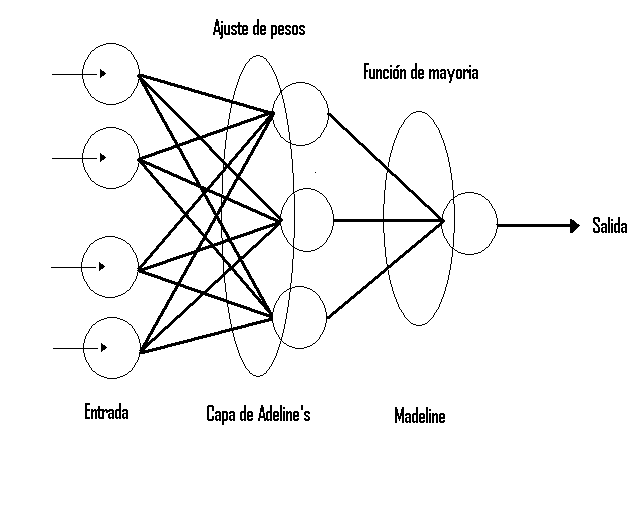 Ajuste de pesos
Función de mayoria
Salida
Entrada
Capa de Adeline's
Madeline